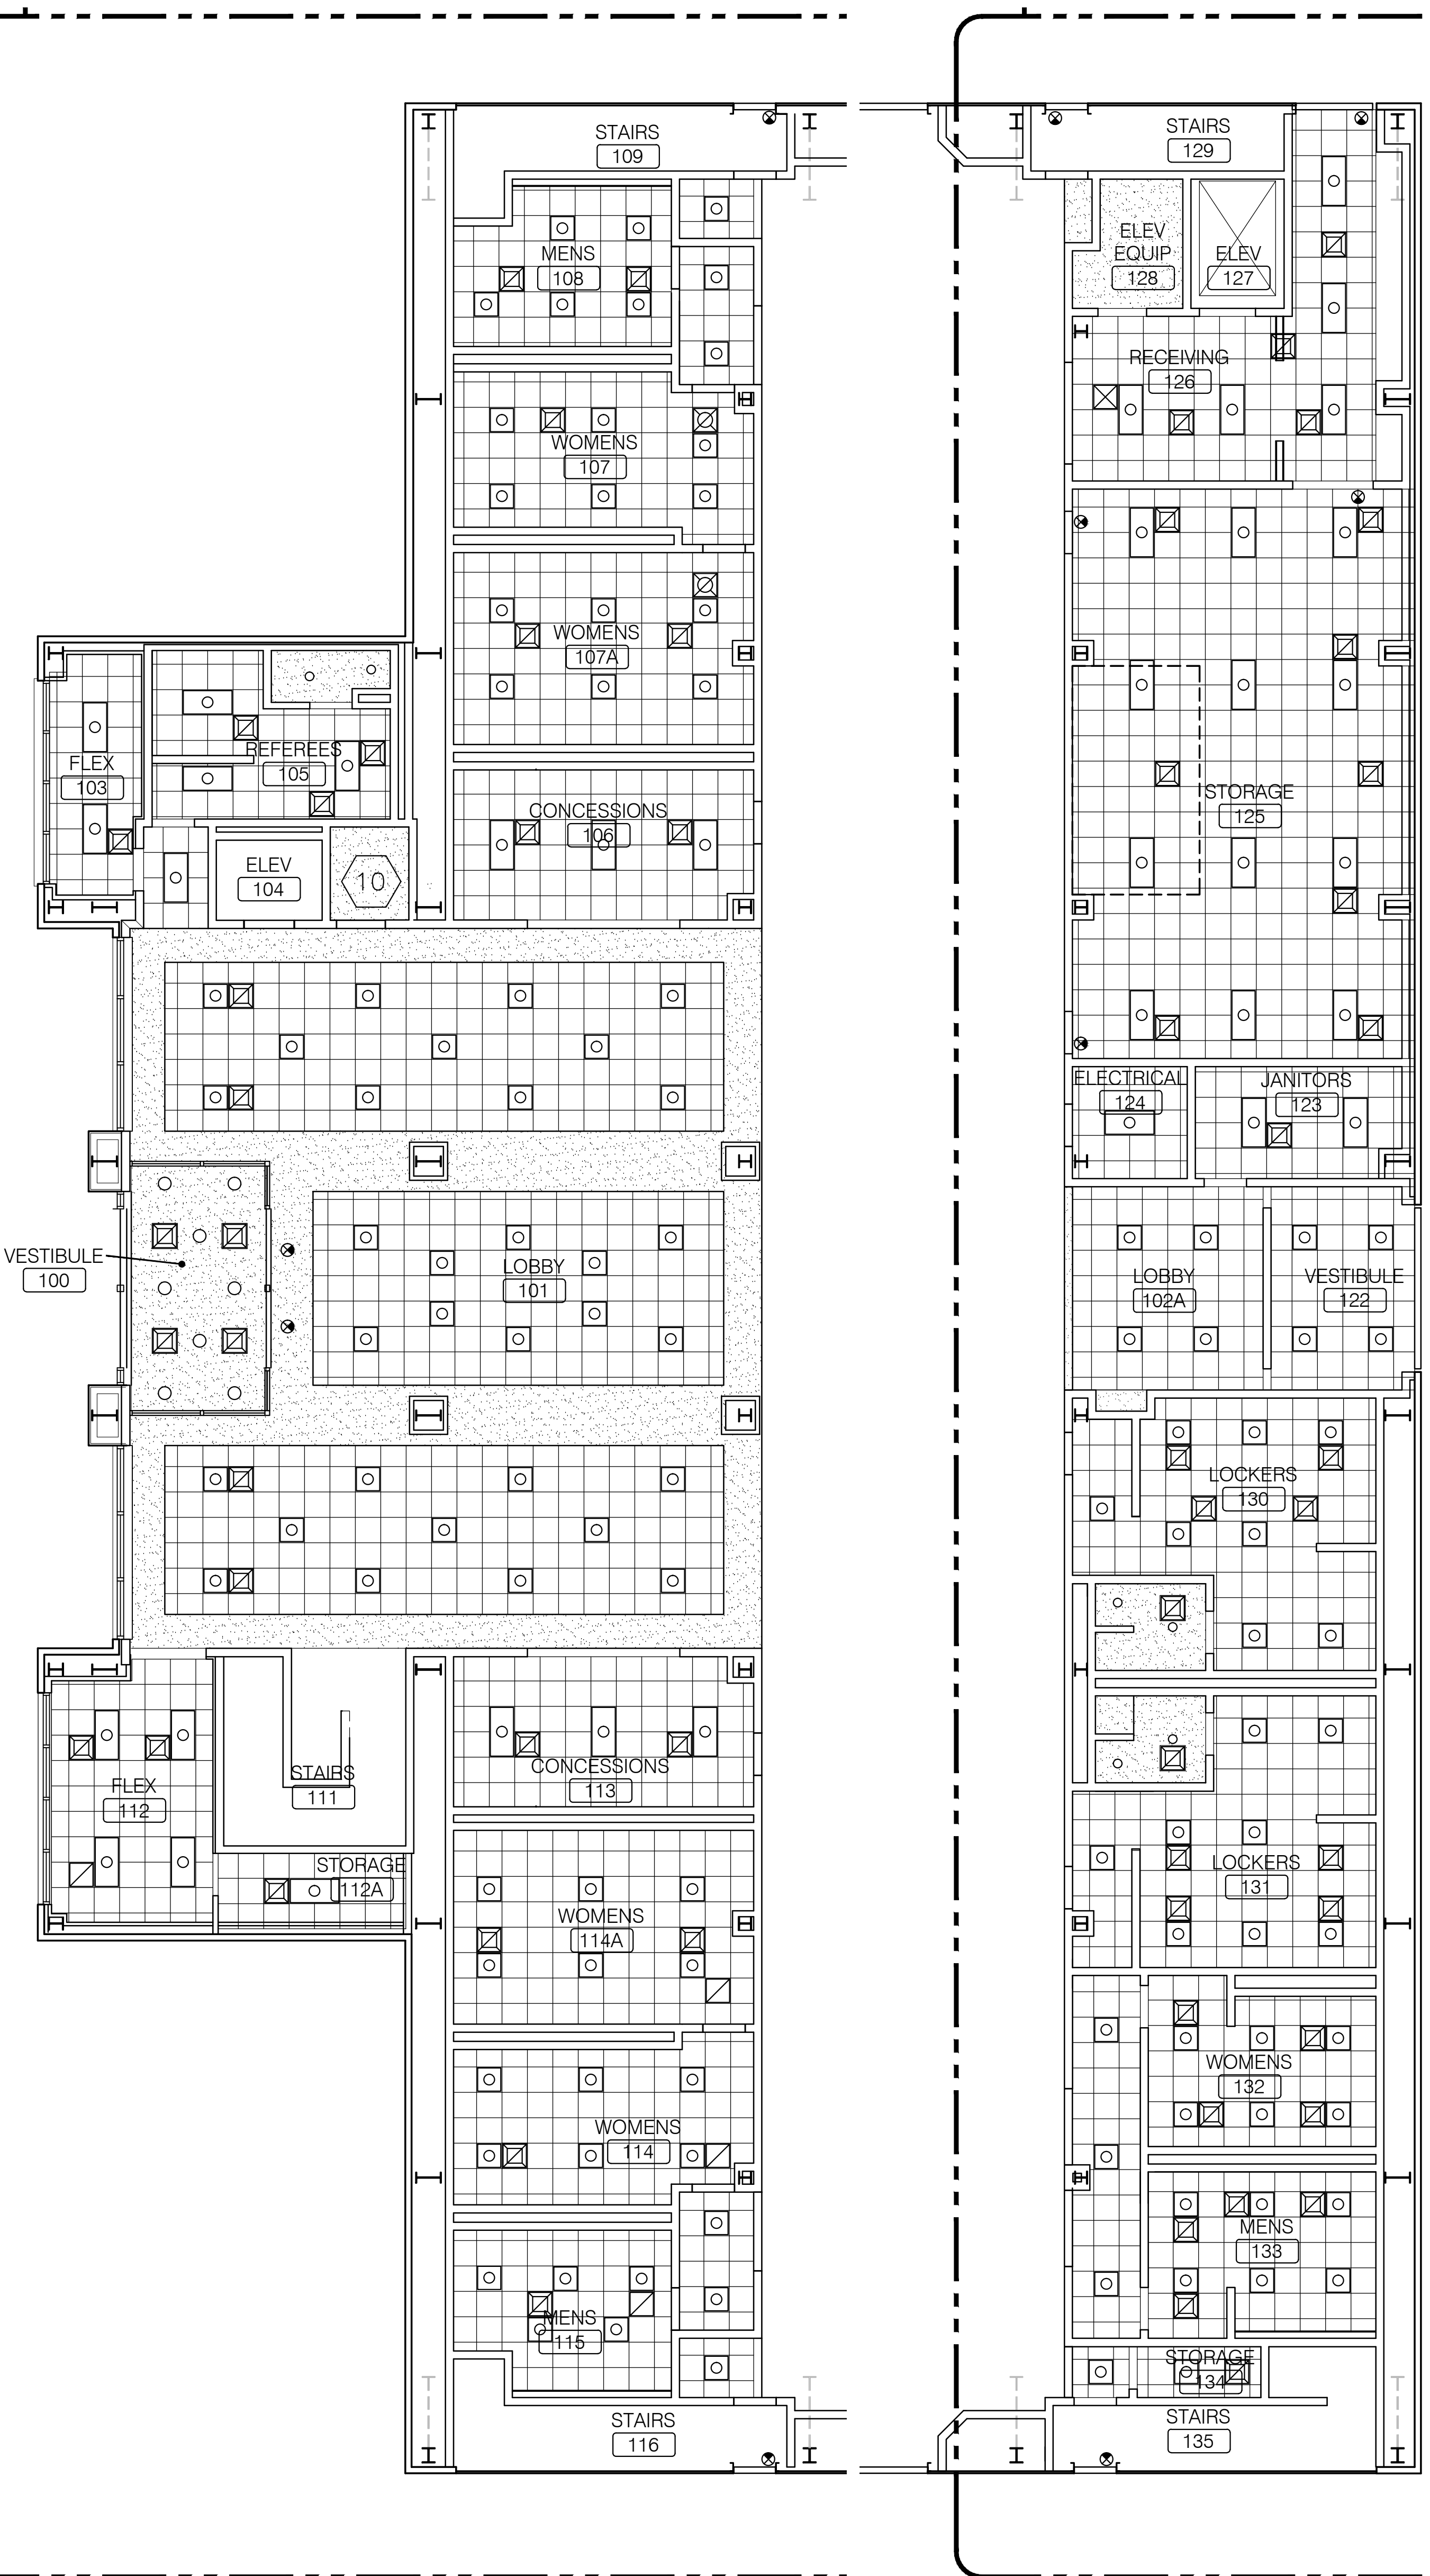 STAIRS
109
STAIRS
129
MENS
108
ELEV
EQUIP
128
ELEV
127
RECEIVING
126
WOMENS
107
WOMENS
107A
REFEREES
105
FLEX
103
CONCESSIONS
106
STORAGE
125
ELEV
104
10
ELECTRICAL
124
JANITORS
123
VESTIBULE
100
LOBBY
101
LOBBY
102A
VESTIBULE
122
LOCKERS
130
CONCESSIONS
113
STAIRS
111
FLEX
112
STORAGE
112A
LOCKERS
131
WOMENS
114A
WOMENS
132
WOMENS
114
MENS
133
MENS
115
STORAGE
134
STAIRS
116
STAIRS
135